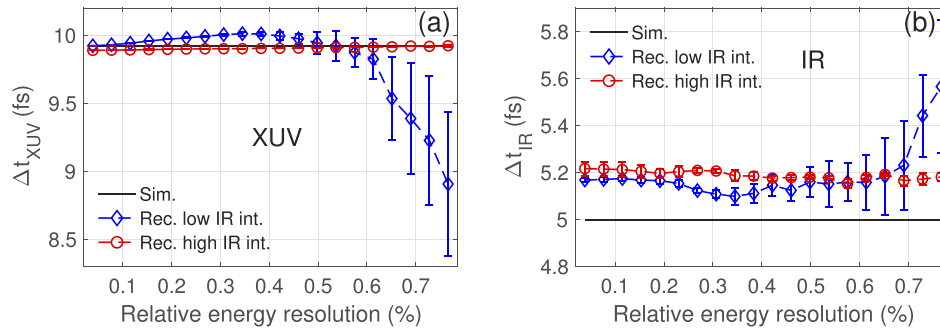 (a)
10
9.5
9
8.5
Δt_XUV (fs)
XUV
Sim.
Rec. low IR int.
Rec. high IR int.
0.1 0.2 0.3 0.4 0.5 0.6 0.7
Relative energy resolution (%)
(b)
5.8
5.6
5.4
5.2
5
4.8
Δt_IR (fs)
Sim.
Rec. low IR int.
Rec. high IR int.
IR
0.1 0.2 0.3 0.4 0.5 0.6 0.7
Relative energy resolution (%)